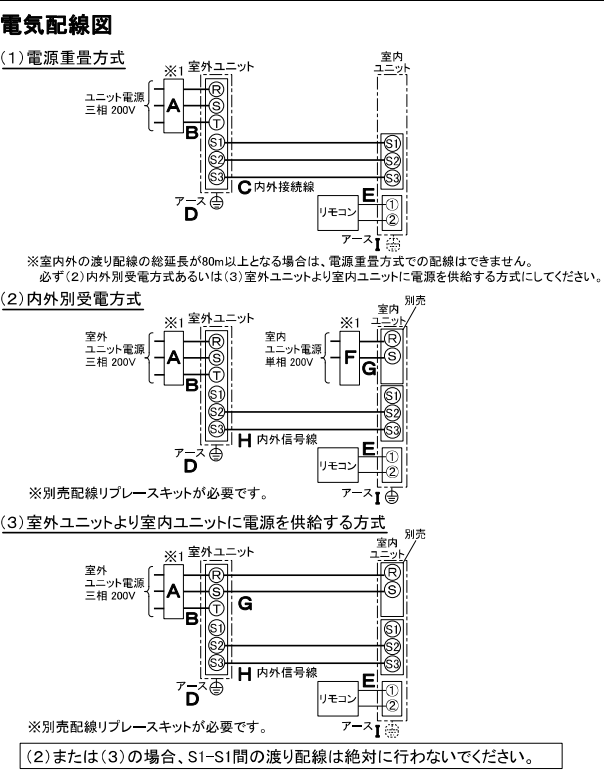 電気配線図
(1)電源重畳方式
※1 室外ユニット
室内
ユニット
ユニット電源
三相 200V
A
B
R
S
T
S1
S2
S3
S1
S2
S3
C 内外接続線
E
アース
D
リモコン
①
②
アース I
※室内外の渡り配線の総延長が80m以上となる場合は、電源重畳方式での配線はできません。
必ず(2)内外別受電方式あるいは(3)室外ユニットより室内ユニットに電源を供給する方式にしてください。
(2)内外別受電方式
※1 室外ユニット
※1
室内
ユニット
別売
室外
ユニット電源
三相 200V
A
B
R
S
T
S1
S2
S3
室内
ユニット電源
単相 200V
F
G
R
S
S1
S2
S3
H 内外信号線
E
アース
D
リモコン
①
②
アース I
※別売配線リプレースキットが必要です。
(3)室外ユニットより室内ユニットに電源を供給する方式
※1 室外ユニット
室内
ユニット
別売
室外
ユニット電源
三相 200V
A
B
R
S
T
S1
S2
S3
G
R
S
S1
S2
S3
H 内外信号線
E
アース
D
リモコン
①
②
アース I
※別売配線リプレースキットが必要です。
(2)または(3)の場合、S1-S1間の渡り配線は絶対に行わないでください。